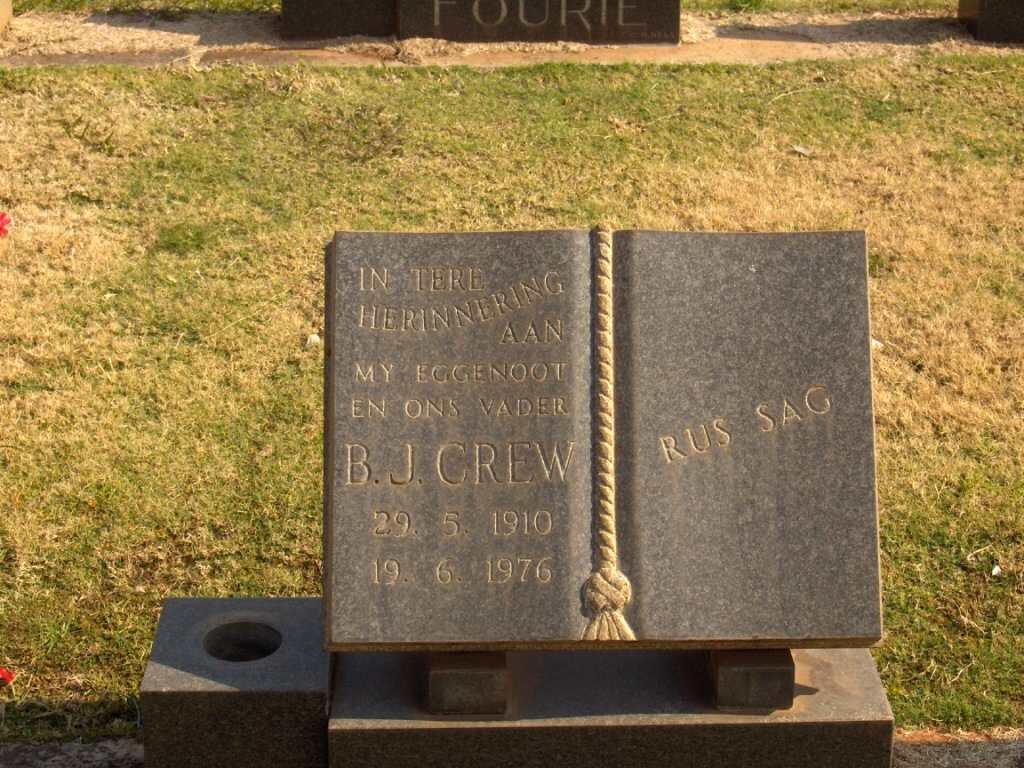 FOURIE
IN TERE
HERINNERING
AAN
MY EGGENOOT
EN ONS VADER
B.J. CREW
29. 5. 1910
19. 6. 1976
RUS SAG